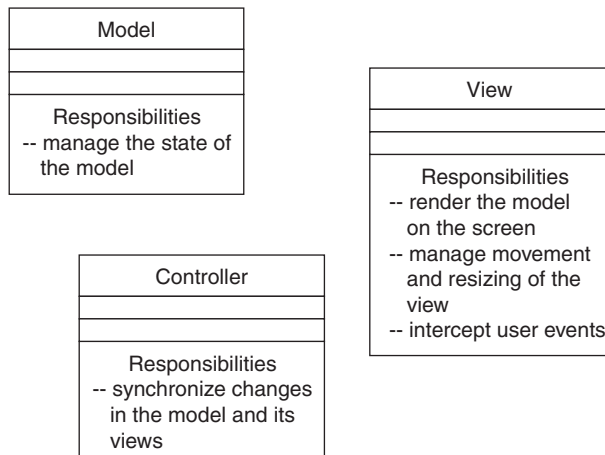 Model
Responsibilities
-- manage the state of
the model
View
Responsibilities
-- render the model
on the screen
-- manage movement
and resizing of the
view
-- intercept user events
Controller
Responsibilities
-- synchronize changes
in the model and its
views